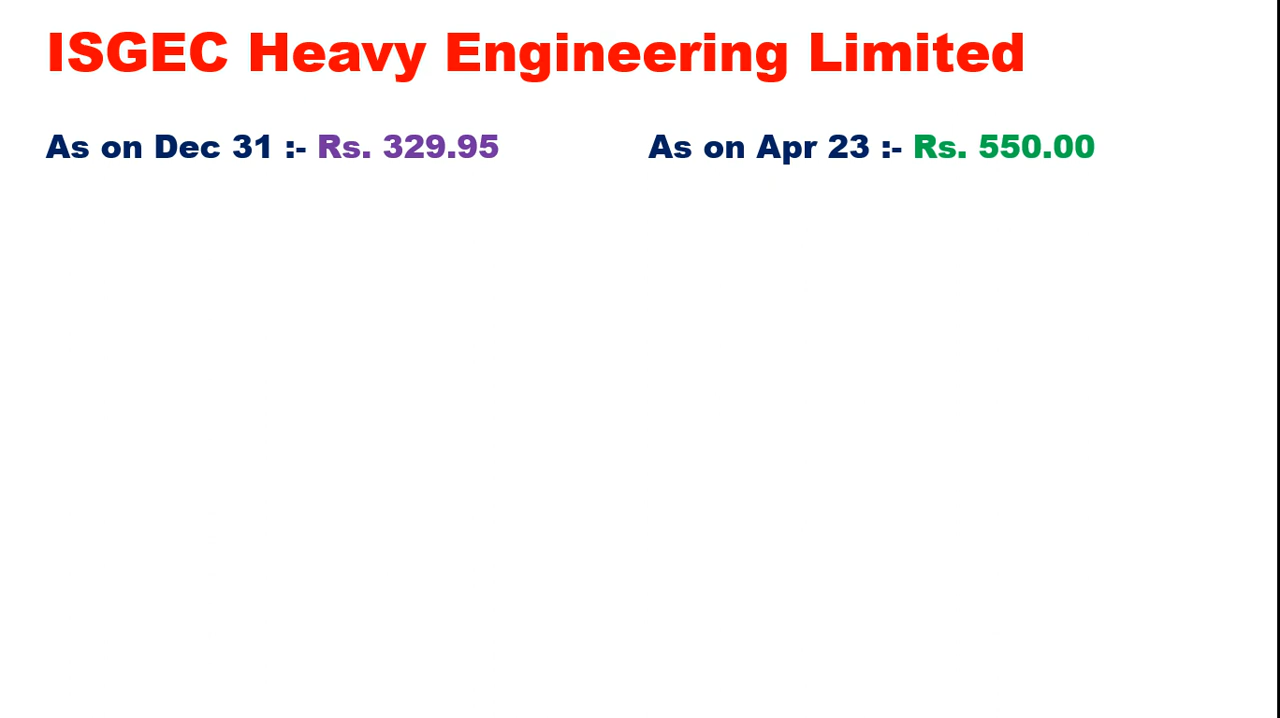 ISGEC Heavy Engineering Limited
As on Dec 31 :- Rs. 329.95 As on Apr 23 :- Rs. 550.00